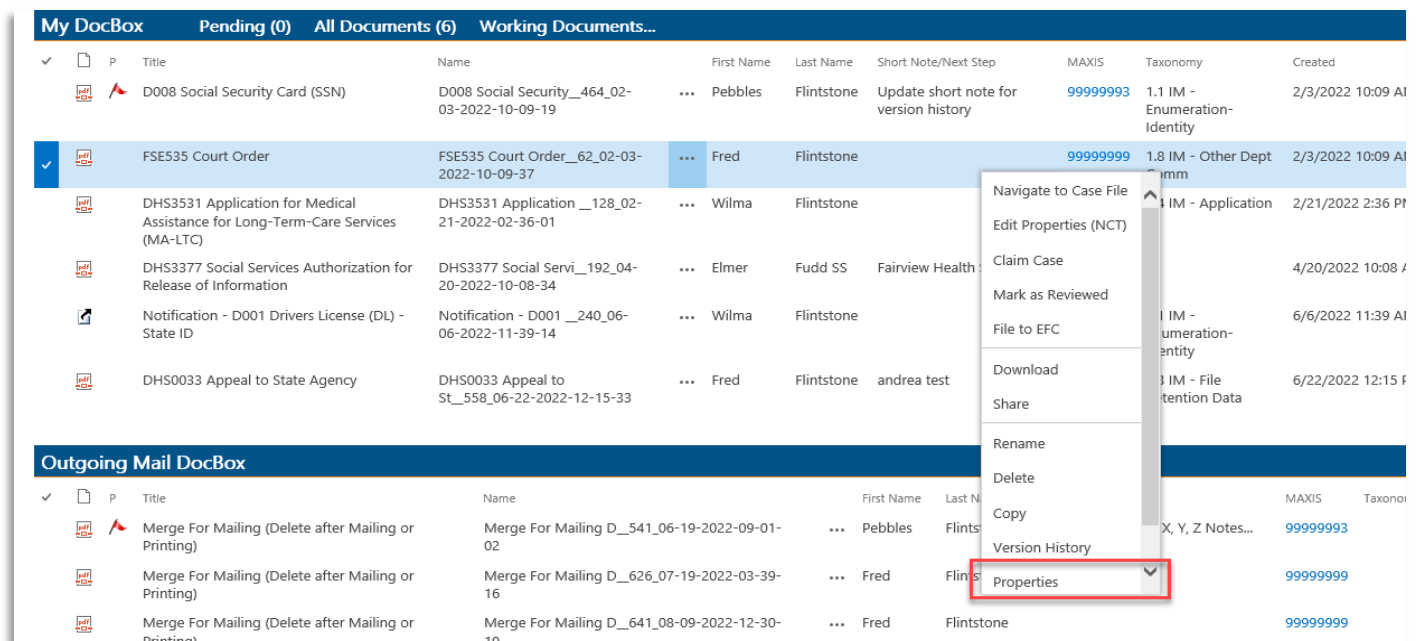 My DocBox Pending (0) All Documents (6) Working Documents...
P Title Name First Name Last Name Short Note/Next Step MAXIS Taxonomy Created
D008 Social Security Card (SSN) D008 Social Security__464_02- ... Pebbles Flintstone Update short note for 99999993 1.1 IM - 2/3/2022 10:09
03-2022-10-09-19 version history Enumeration-
Identity
FSE535 Court Order FSE535 Court Order__62_02-03- ... Fred Flintstone 99999999 1.8 IM - Other Dept 2/3/2022 10:09
2022-10-09-37
DHS3531 Application for Medical DHS3531 Application __128_02- ... Wilma Flintstone IM - Application 2/21/2022 2:36
Assistance for Long-Term-Care Services 21-2022-02-36-01
(MA-LTC)
DHS3377 Social Services Authorization for DHS3377 Social Servi__192_04- ... Elmer Fudd SS Fairview Health 4/20/2022 10:08
Release of Information 20-2022-10-08-34
Notification - D001 Drivers License (DL) - Notification - D001 __240_06- ... Wilma Flintstone IM - 6/6/2022 11:39
State ID 06-2022-11-39-14
DHS0033 Appeal to State Agency DHS0033 Appeal to ... Fred Flintstone andrea test IM - File 6/22/2022 12:15
St__558_06-22-2022-12-15-33 Data
Navigate to Case File
Edit Properties (NCT)
Claim Case
Mark as Reviewed
File to EFC
Download
Share
Rename
Delete
Copy
Version History
Properties
Outgoing Mail DocBox
P Title Name First Name Last MAXIS
Merge For Mailing (Delete after Mailing or Merge For Mailing D__541_06-19-2022-09-01- ... Pebbles X, Y, Z Notes... 99999993
Printing) 02
Merge For Mailing (Delete after Mailing or Merge For Mailing D__626_07-19-2022-03-39- ... Fred 99999999
Printing) 16
Merge For Mailing (Delete after Mailing or Merge For Mailing D__641_08-09-2022-12-30- ... Fred Flintstone 99999999